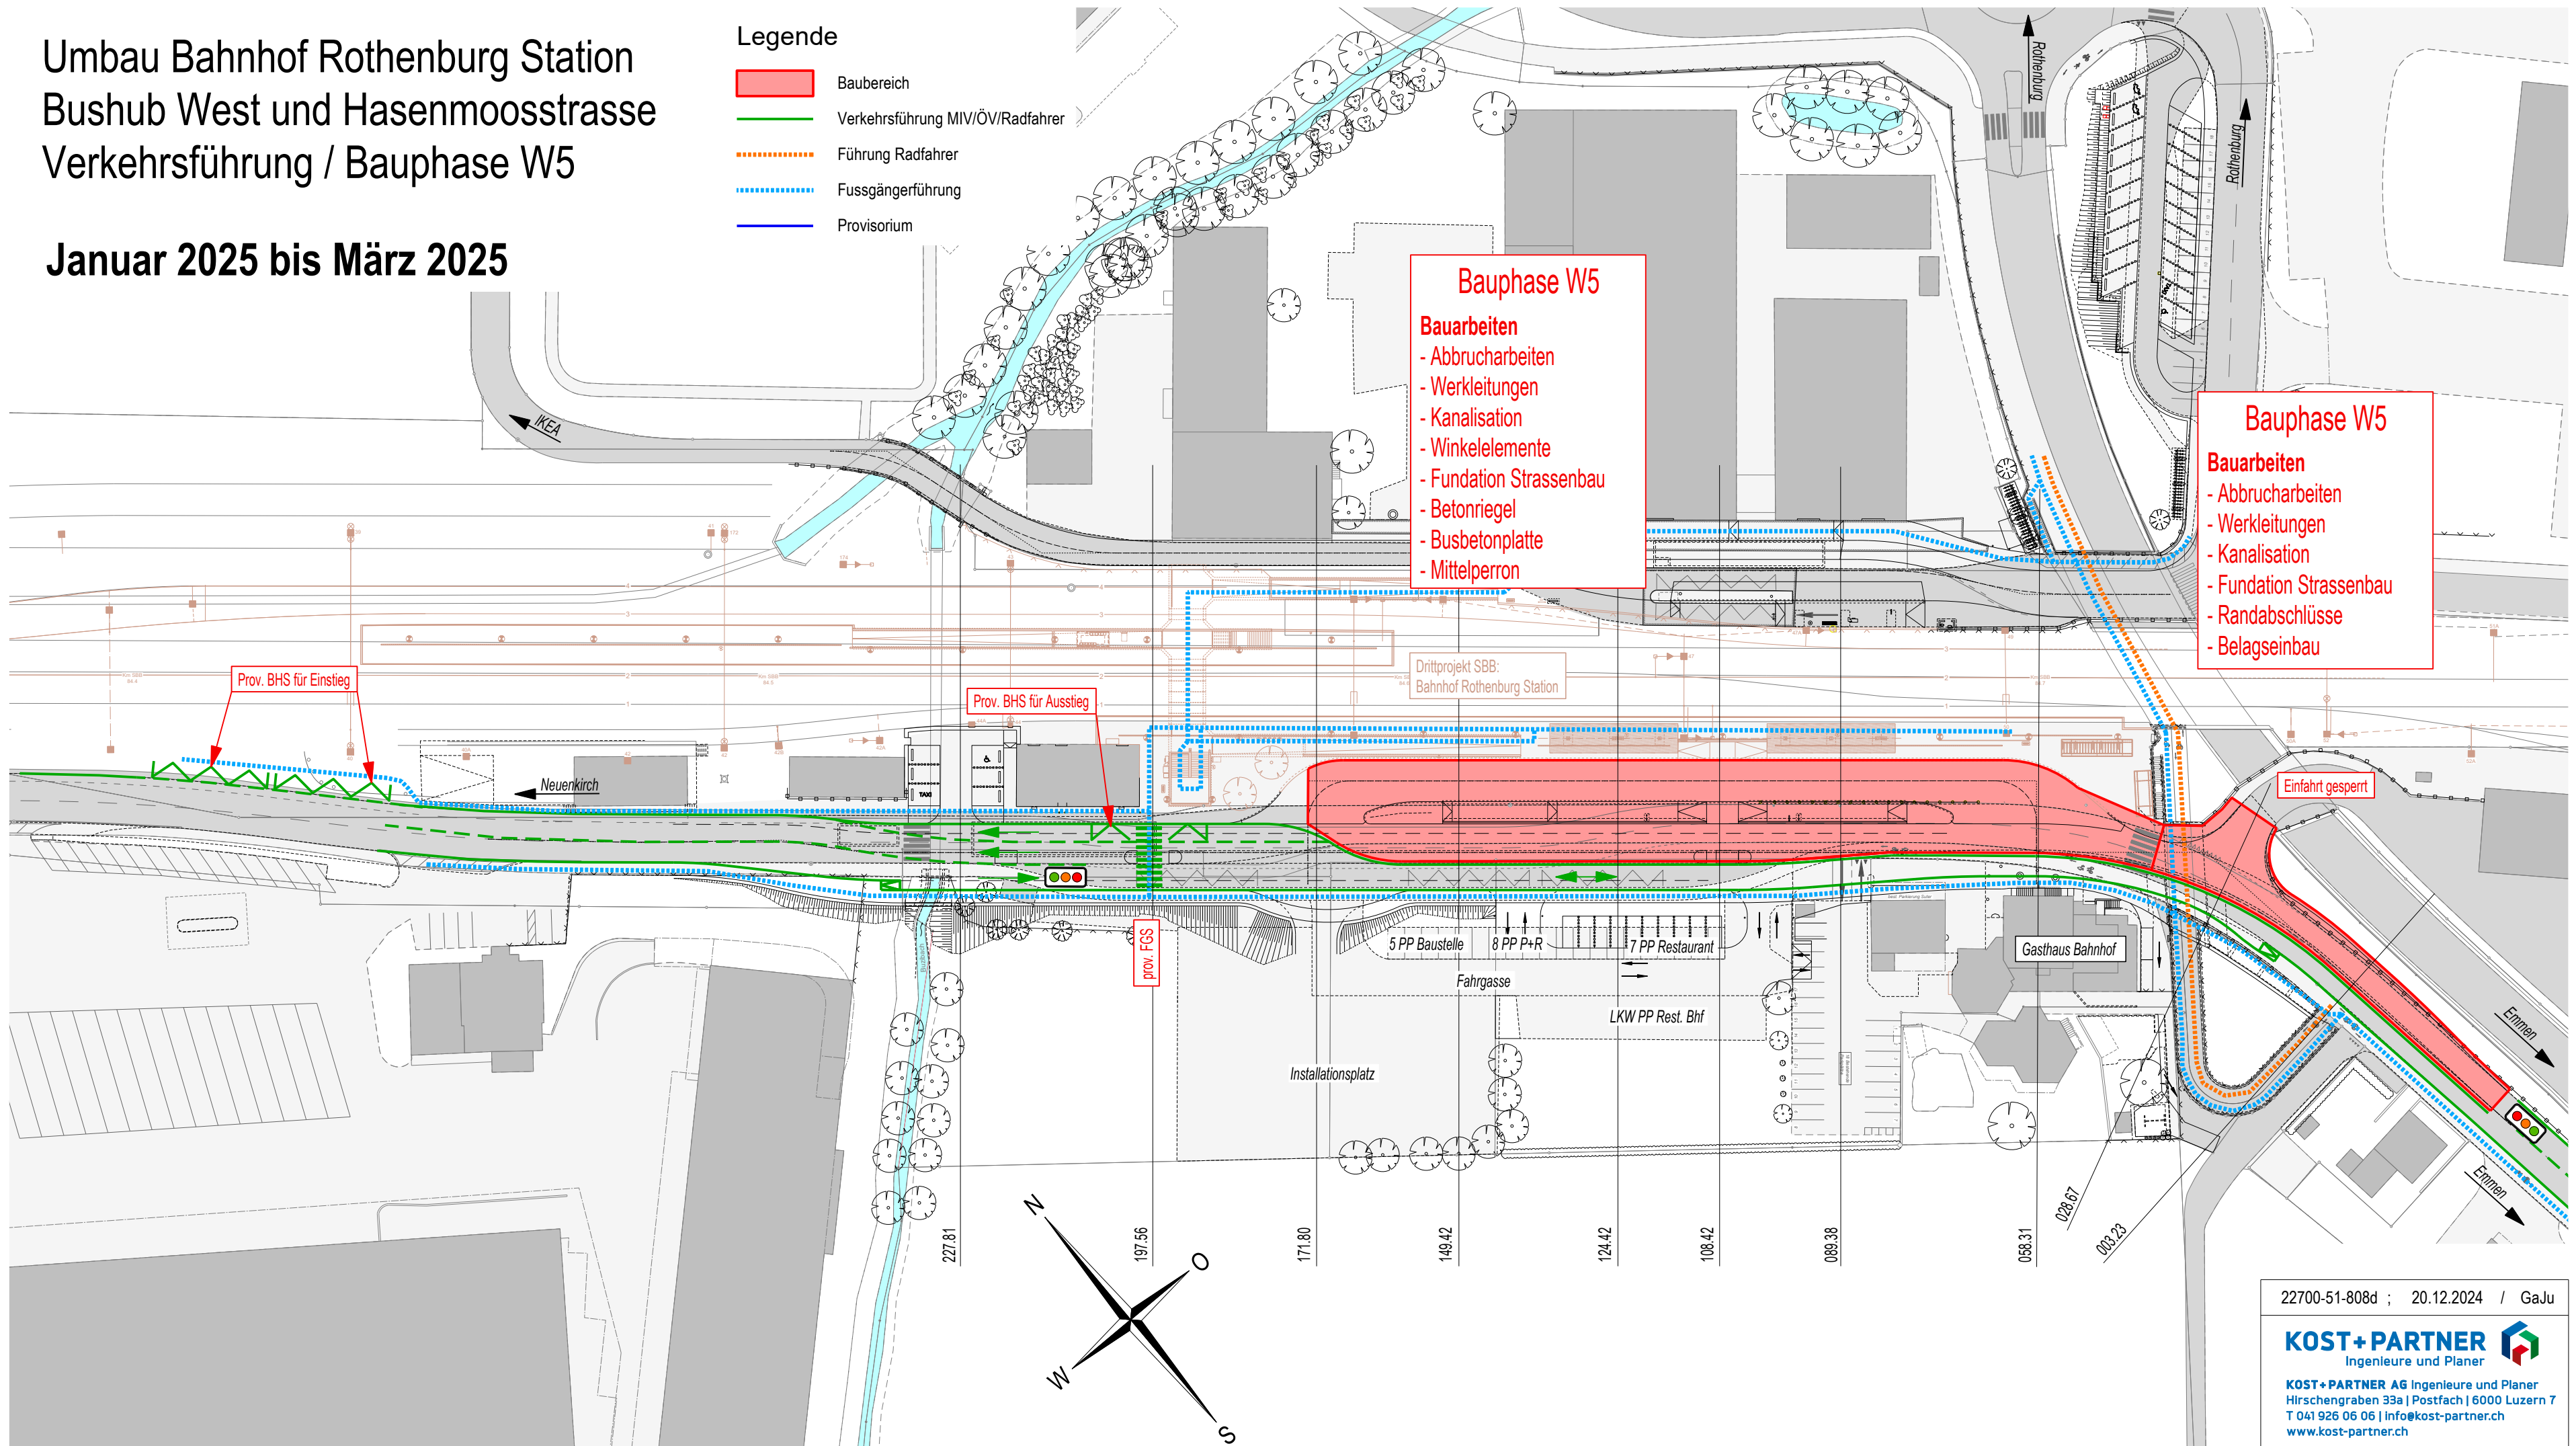 Umbau Bahnhof Rothenburg Station
Bushub West und Hasenmoosstrasse
Verkehrsführung / Bauphase W5
Januar 2025 bis März 2025
Legende
Baubereich
Verkehrsführung MIV/ÖV/Radfahrer
Führung Radfahrer
Fussgängerführung
Provisorium
Rothenburg
Rothenburg
IKEA
Bauphase W5
Bauarbeiten
- Abbrucharbeiten
- Werkleitungen
- Kanalisation
- Winkelelemente
- Fundation Strassenbau
- Betonriegel
- Busbetonplatte
- Mittelperron
Bauphase W5
Bauarbeiten
- Abbrucharbeiten
- Werkleitungen
- Kanalisation
- Fundation Strassenbau
- Randabschlüsse
- Belagseinbau
Drittprojekt SBB:
Bahnhof Rothenburg Station
Prov. BHS für Einstieg
Prov. BHS für Ausstieg
Neuenkirch
TAXI
Einfahrt gesperrt
prov. FGS
5 PP Baustelle
8 PP P+R
7 PP Restaurant
Fahrgasse
LKW PP Rest. Bhf
Installationsplatz
Gasthaus Bahnhof
Emmen
Emmen
227.81
197.56
171.80
149.42
124.42
108.42
089.38
058.31
028.67
003.23
N
O
W
S
22700-51-808d ; 20.12.2024 / GaJu
KOST+PARTNER
Ingenieure und Planer
KOST+PARTNER AG Ingenieure und Planer
Hirschengraben 33a | Postfach | 6000 Luzern 7
T 041 926 06 06 | info@kost-partner.ch
www.kost-partner.ch